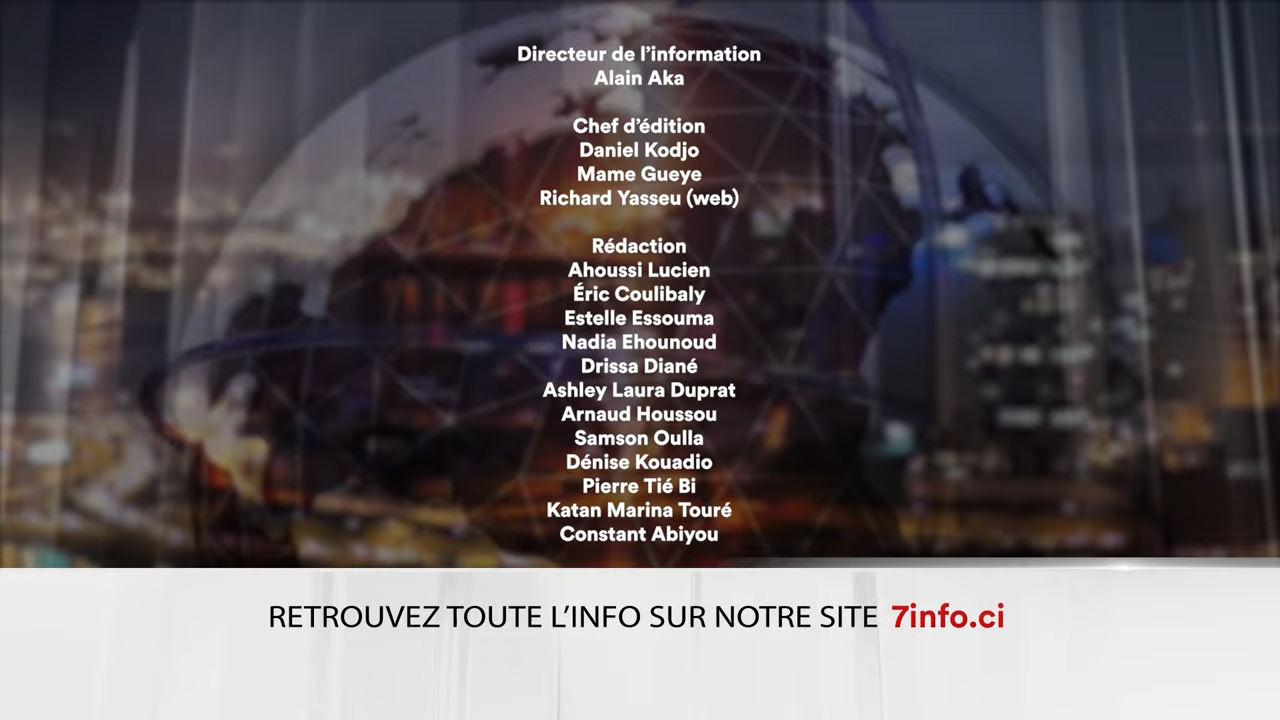 Directeur de l’information
Alain Aka
Chef d’édition
Daniel Kodjo
Mame Gueye
Richard Yasseu (web)
Rédaction
Ahoussi Lucien
Éric Coulibaly
Estelle Essouma
Nadia Ehounoud
Drissa Diané
Ashley Laura Duprat
Arnaud Houssou
Samson Oulla
Dénise Kouadio
Pierre Tié Bi
Katan Marina Touré
Constant Abiyou
RETROUVEZ TOUTE L’INFO SUR NOTRE SITE 7info.ci